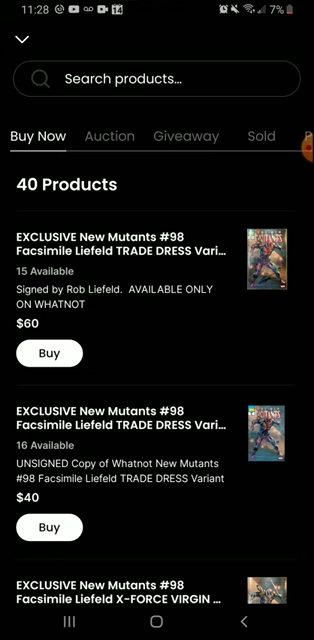 11:28
7%
Search products...
Buy Now Auction Giveaway Sold
40 Products
EXCLUSIVE New Mutants #98
Facsimile Liefeld TRADE DRESS Vari...
15 Available
Signed by Rob Liefeld. AVAILABLE ONLY
ON WHATNOT
$60
Buy
EXCLUSIVE New Mutants #98
Facsimile Liefeld TRADE DRESS Vari...
16 Available
UNSIGNED Copy of Whatnot New Mutants
#98 Facsimile Liefeld TRADE DRESS Variant
$40
Buy
EXCLUSIVE New Mutants #98
Facsimile Liefeld X-FORCE VIRGIN ...